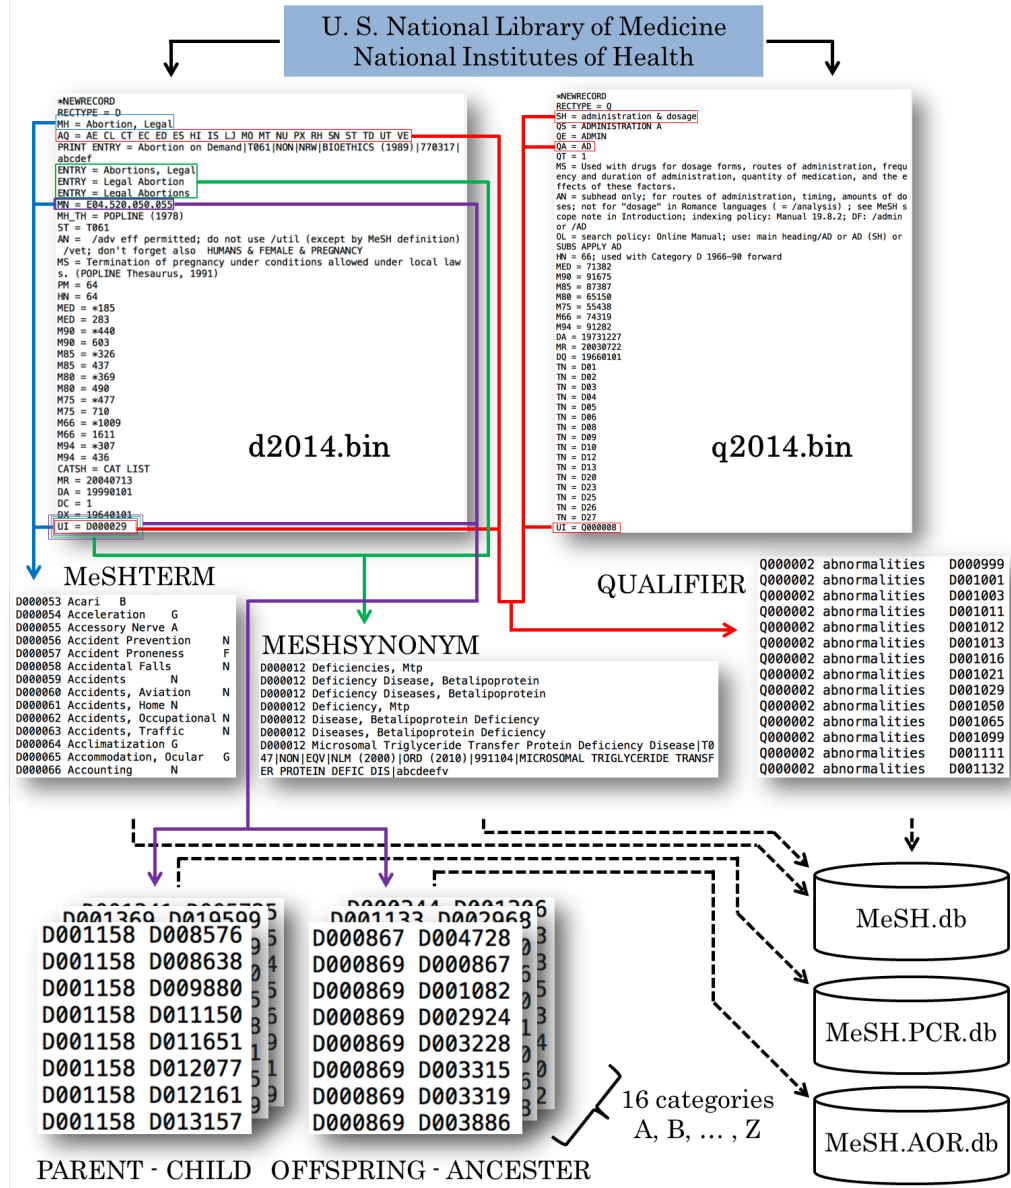 U. S. National Library of Medicine
National Institutes of Health
*NEWRECORD
RECTYPE = D
MH = Abortion, Legal
AQ = AE CL CT EC ED ES HI IS LJ MO MT NU PX RH SN ST TD UT VE
PRINT ENTRY = Abortion on Demand|T061|NON|NRW|BIOETHICS (1989)|770317|
abcdef
ENTRY = Abortions, Legal
ENTRY = Legal Abortion
ENTRY = Legal Abortions
MN = E04.520.050.055
MH_TH = POPLINE (1978)
ST = T061
AN =  /adv eff permitted; do not use /util (except by MeSH definition)
/vet; don't forget also  HUMANS & FEMALE & PREGNANCY
MS = Termination of pregnancy under conditions allowed under local law
s. (POPLINE Thesaurus, 1991)
PM = 64
HN = 64
MED = *185
MED = 283
M90 = *440
M90 = 603
M85 = *326
M85 = 437
M80 = *369
M80 = 490
M75 = *477
M75 = 710
M66 = *1009
M66 = 1611
M94 = *307
M94 = 436
CATSH = CAT LIST
MR = 20040713
DA = 19990101
DC = 1
DX = 19640101
UI = D000029
d2014.bin
*NEWRECORD
RECTYPE = Q
SH = administration & dosage
QS = ADMINISTRATION A
QE = ADMIN
QA = AD
QT = 1
MS = Used with drugs for dosage forms, routes of administration, frequ
ency and duration of administration, quantity of medication, and the e
ffects of these factors.
AN = subhead only; for routes of administration, timing, amounts of do
ses; not for "dosage" in Romance languages ( = /analysis) ; see MeSH s
cope note in Introduction; indexing policy: Manual 19.8.2; DF: /admin
or /AD
OL = search policy: Online Manual; use: main heading/AD or AD (SH) or
SUBS APPLY AD
HN = 66; used with Category D 1966-90 forward
MED = 71382
M90 = 91675
M85 = 87387
M80 = 65150
M75 = 55438
M66 = 74319
M94 = 91282
DA = 19731227
MR = 20030722
DQ = 19660101
TN = D01
TN = D02
TN = D03
TN = D04
TN = D05
TN = D06
TN = D08
TN = D09
TN = D10
TN = D12
TN = D13
TN = D20
TN = D23
TN = D25
TN = D26
TN = D27
UI = Q000008
q2014.bin
MeSHTERM
D000053 Acari   B
D000054 Acceleration    G
D000055 Accessory Nerve A
D000056 Accident Prevention     N
D000057 Accident Proneness      F
D000058 Accidental Falls        N
D000059 Accidents       N
D000060 Accidents, Aviation     N
D000061 Accidents, Home N
D000062 Accidents, Occupational N
D000063 Accidents, Traffic      N
D000064 Acclimatization G
D000065 Accommodation, Ocular   G
D000066 Accounting      N
MESHSYNONYM
D000012 Deficiencies, Mtp
D000012 Deficiency Disease, Betalipoprotein
D000012 Deficiency Diseases, Betalipoprotein
D000012 Deficiency, Mtp
D000012 Disease, Betalipoprotein Deficiency
D000012 Diseases, Betalipoprotein Deficiency
D000012 Microsomal Triglyceride Transfer Protein Deficiency Disease|T0
47|NON|EQV|NLM (2000)|ORD (2010)|991104|MICROSOMAL TRIGLYCERIDE TRANSF
ER PROTEIN DEFIC DIS|abcdeefv
QUALIFIER
Q000002 abnormalities   D000999
Q000002 abnormalities   D001001
Q000002 abnormalities   D001003
Q000002 abnormalities   D001011
Q000002 abnormalities   D001012
Q000002 abnormalities   D001013
Q000002 abnormalities   D001016
Q000002 abnormalities   D001021
Q000002 abnormalities   D001029
Q000002 abnormalities   D001050
Q000002 abnormalities   D001065
Q000002 abnormalities   D001099
Q000002 abnormalities   D001111
Q000002 abnormalities   D001132
D001369 D019599
D001158 D008576
D001158 D008638
D001158 D009880
D001158 D011150
D001158 D011651
D001158 D012077
D001158 D012161
D001158 D013157
PARENT - CHILD
D001133 D002968
D000867 D004728
D000869 D000867
D000869 D001082
D000869 D002924
D000869 D003228
D000869 D003315
D000869 D003319
D000869 D003886
OFFSPRING - ANCESTER
16 categories
A, B, ... , Z
MeSH.db
MeSH.PCR.db
MeSH.AOR.db